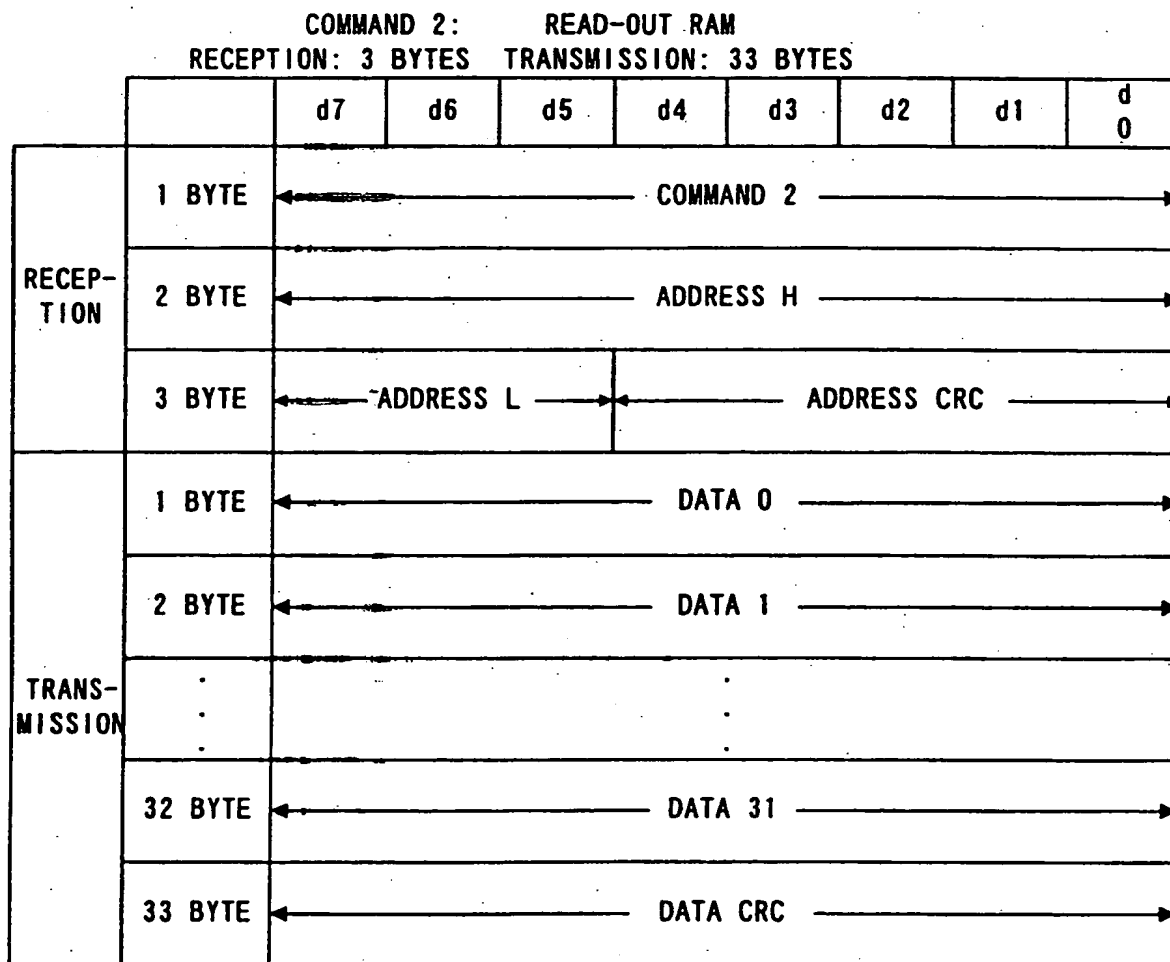 COMMAND 2: READ-OUT RAM
RECEPTION: 3 BYTES TRANSMISSION: 33 BYTES
d7 d6 d5 d4 d3 d2 d1 d
0
RECEP-
TION
1 BYTE COMMAND 2
2 BYTE ADDRESS H
3 BYTE ADDRESS L ADDRESS CRC
TRANS-
MISSION
1 BYTE DATA 0
2 BYTE DATA 1
32 BYTE DATA 31
33 BYTE DATA CRC